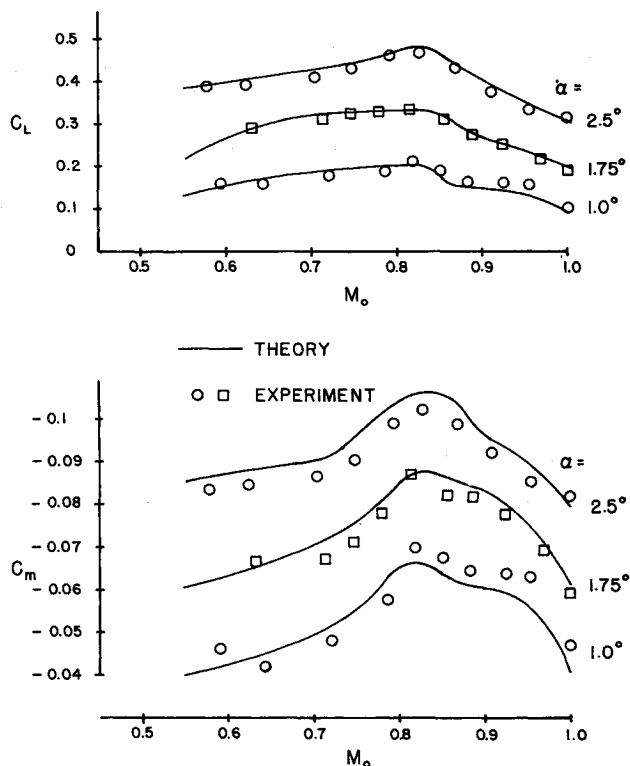 0.5
0.4
0.3
0.2
0.1
0
C_L
α =
2.5°
1.75°
1.0°
0.5 0.6 0.7 0.8 0.9 1.0
M_o
THEORY
EXPERIMENT
- 0.1
- 0.09
- 0.08
- 0.07
- 0.06
- 0.05
- 0.04
C_m
α =
2.5°
1.75°
1.0°
0.5 0.6 0.7 0.8 0.9 1.0
M_o